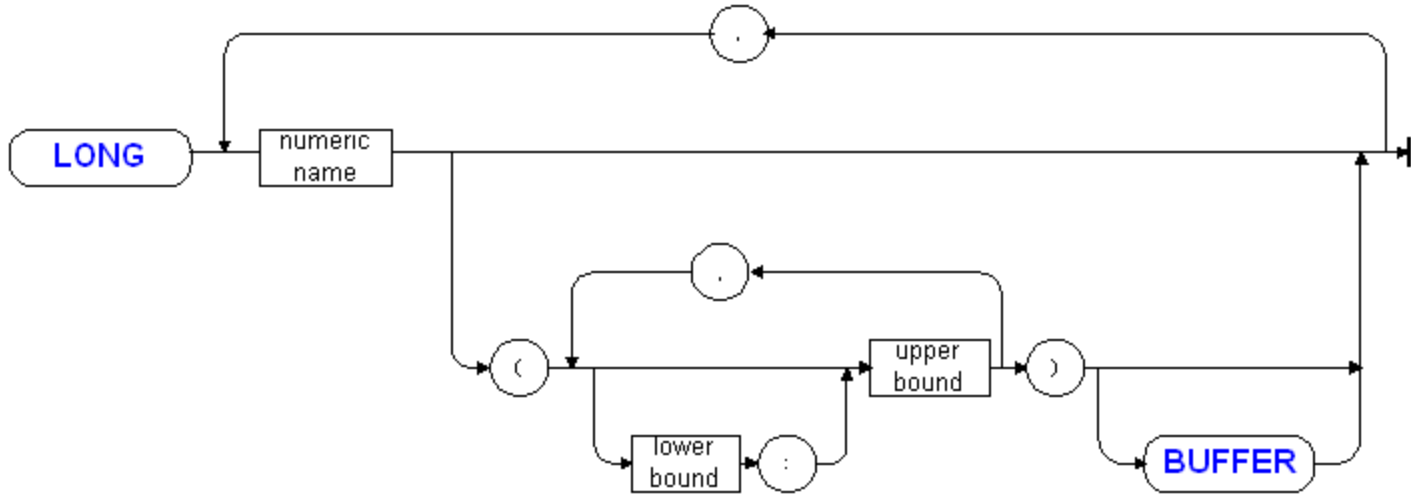 ,
LONG
numeric
name
,
(
upper
bound
)
lower
bound
:
BUFFER